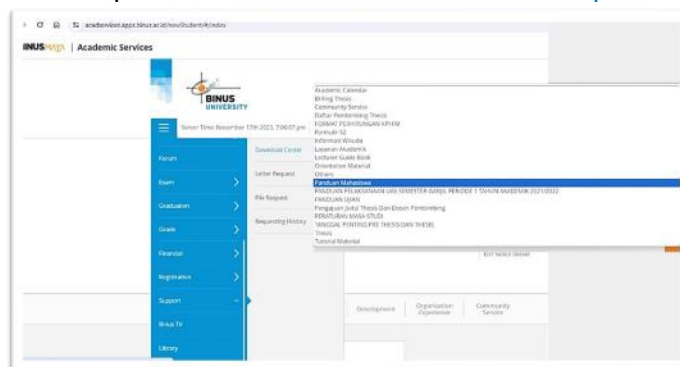 acadservices.apps.binus.ac.id/newStudent/#/index
BINUSMAYA | Academic Services
BINUS
UNIVERSITY
Server Time: November 17th 2023, 7:06:07 pm
Forum
Exam
Graduation
Grade
Financial
Registration
Support
Binus TV
Library
Download Center
Letter Request
File Request
Requesting History
Academic Calendar
Briling Thesis
Community Service
Daftar Pembimbing Thesis
FORMAT PERHITUNGAN API FM
Formulir S2
Informasi Wisuda
Layanan Akademik
Lecturer Guide Book
Orientation Material
Others
Panduan Mahasiswa
PANDUAN PELAKSANAAN UAS SEMESTER GANJIL PERIODE 1 TAHUN AKADEMIK 2021/2022
PANDUAN UJIAN
Pengajuan Judul Thesis Dan Dosen Pembimbing
PERATURAN MASA STUDI
TANGGAL PENTING PRE THESIS DAN THESIS
Thesis
Tutorial Material
Development
Organization
Experience
Community
Service